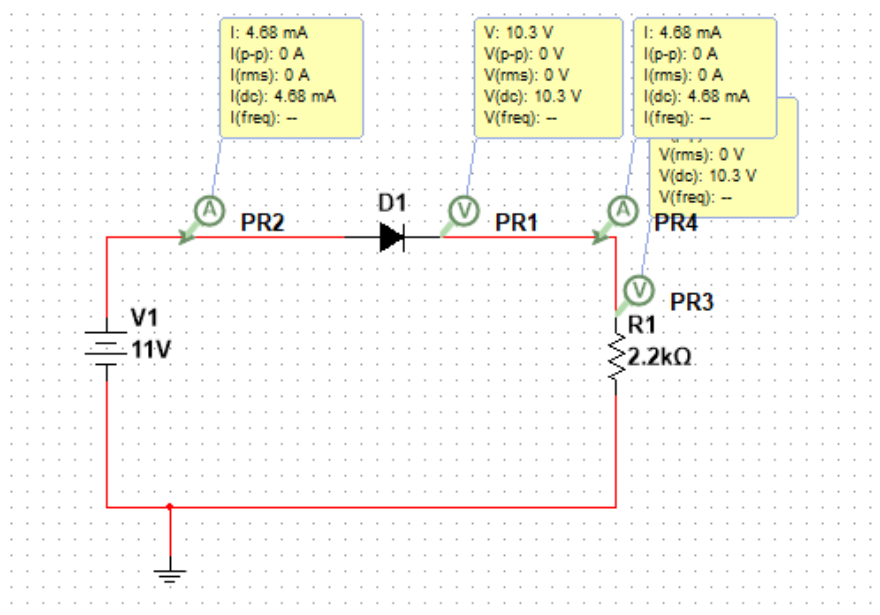 I: 4.68 mA
I(p-p): 0 A
I(rms): 0 A
I(dc): 4.68 mA
I(freq): --
V: 10.3 V
V(p-p): 0 V
V(rms): 0 V
V(dc): 10.3 V
V(freq): --
I: 4.68 mA
I(p-p): 0 A
I(rms): 0 A
I(dc): 4.68 mA
I(freq): --
V(rms): 0 V
V(dc): 10.3 V
V(freq): --
A
PR2
D1
V
PR1
A
PR4
V
PR3
V1
11V
R1
2.2kΩ